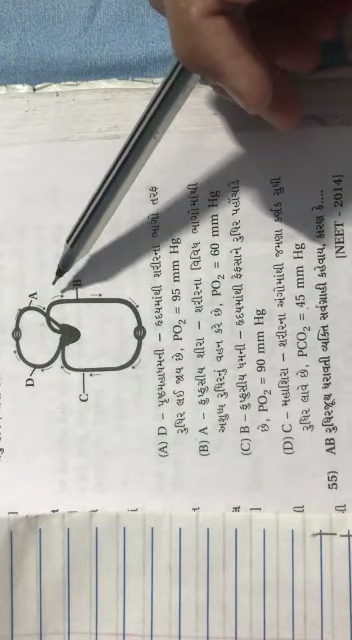 D
A
B
C
(A) D – પૃષ્ઠમહાધમની – હૃદયમાંથી શરીરના ભાગો તરફ
રુધિર લઈ જાય છે, PO₂ = 95 mm Hg
(B) A – ફુપ્ફુસીય શીરા – શરીરના વિવિધ ભાગોમાંથી
અશુધ્ધ રુધિરનું વહન કરે છે, PO₂ = 60 mm Hg
(C) B – ફુપ્ફુસીય ધમની – હૃદયમાંથી ફેફસાંને રુધિર પહોંચાડે
છે, PO₂ = 90 mm Hg
(D) C – મહાશિરા – શરીરના અંગોમાંથી જમણા કર્ણક સુધી
રુધિર લાવે છે, PCO₂ = 45 mm Hg
55) AB રુધિરજૂથ ધરાવતી વ્યક્તિ સર્વગ્રાહી કહેવાય, કારણ કે....
[NEET - 2014]